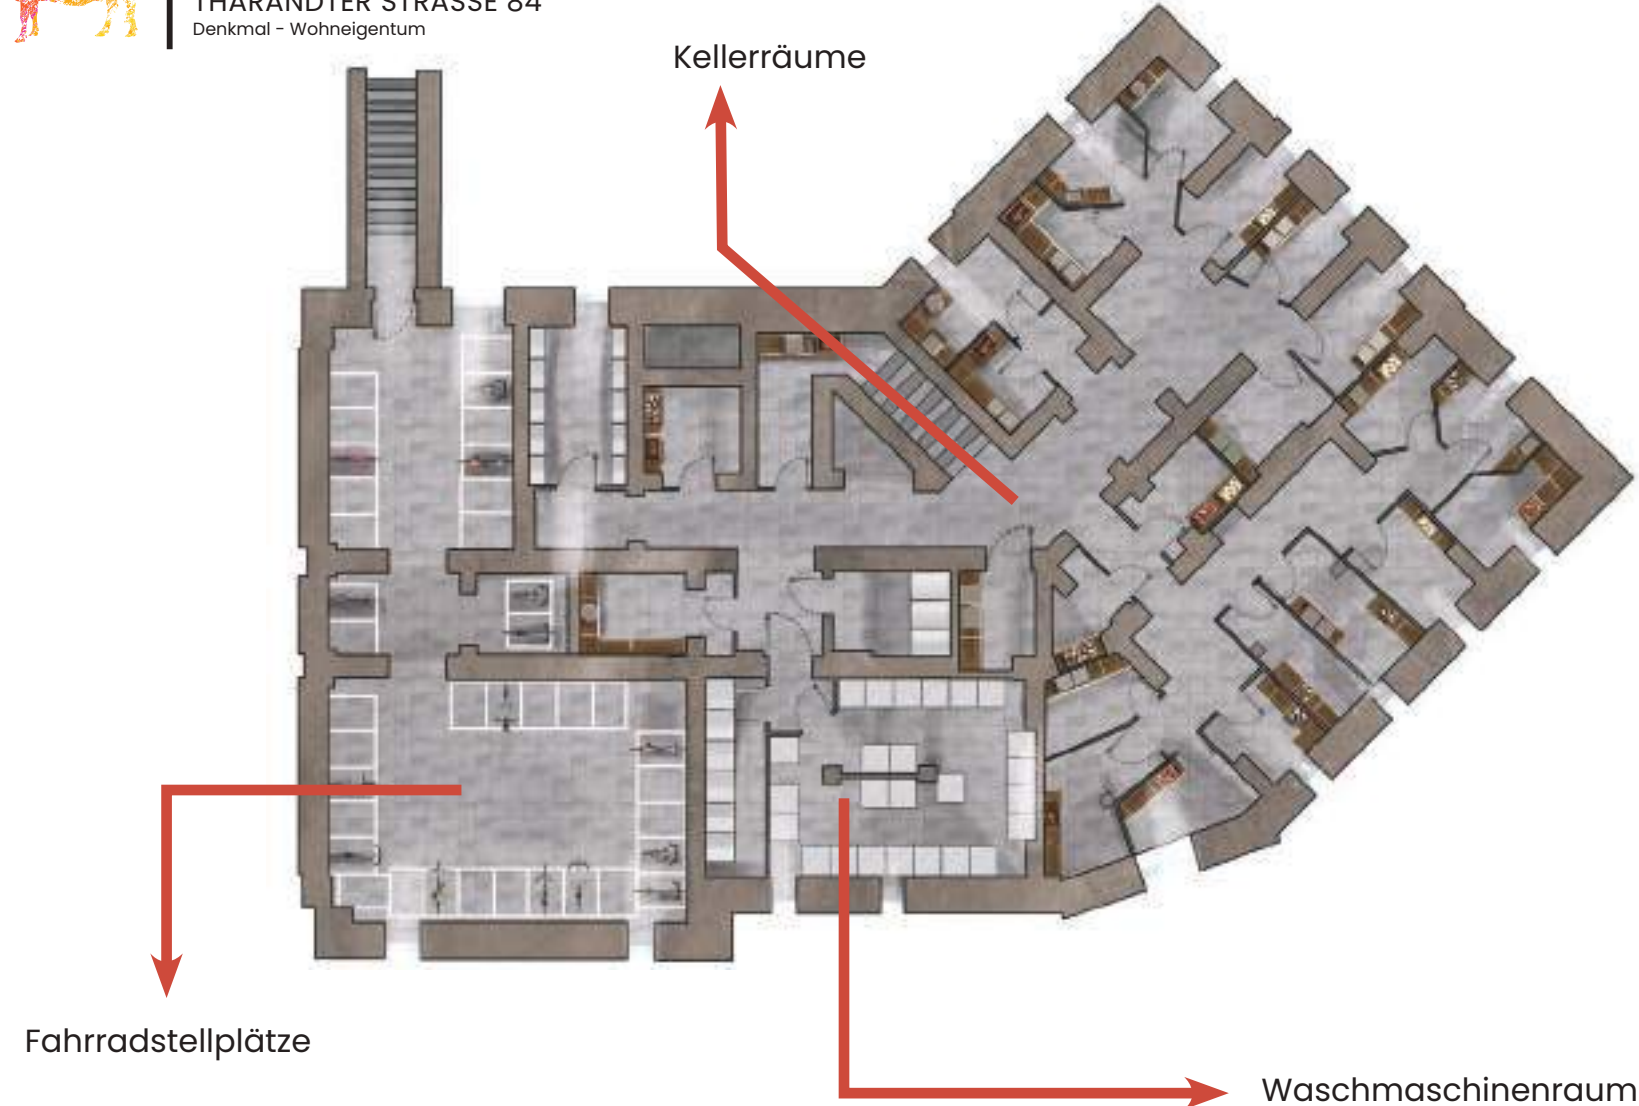 THARANDTER STRASSE 84
Denkmal - Wohneigentum
Kellerräume
Fahrradstellplätze
Waschmaschinenraum